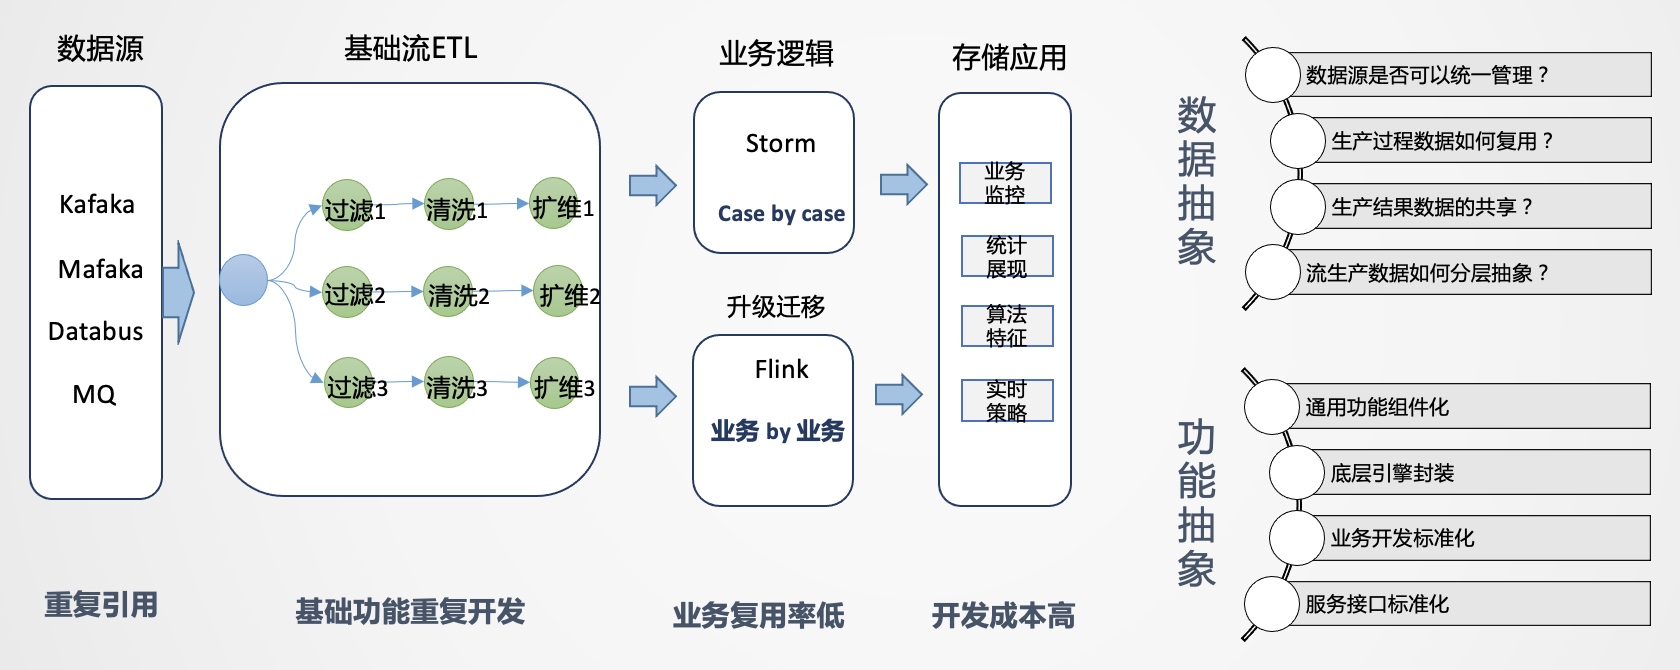 数据源
Kafaka
Mafaka
Databus
MQ
重复引用
基础流ETL
过滤1
清洗1
扩维1
过滤2
清洗2
扩维2
过滤3
清洗3
扩维3
基础功能重复开发
业务逻辑
Storm
Case by case
升级迁移
Flink
业务 by 业务
业务复用率低
存储应用
业务
监控
统计
展现
算法
特征
实时
策略
开发成本高
数据抽象
数据源是否可以统一管理？
生产过程数据如何复用？
生产结果数据的共享？
流生产数据如何分层抽象？
功能抽象
通用功能组件化
底层引擎封装
业务开发标准化
服务接口标准化